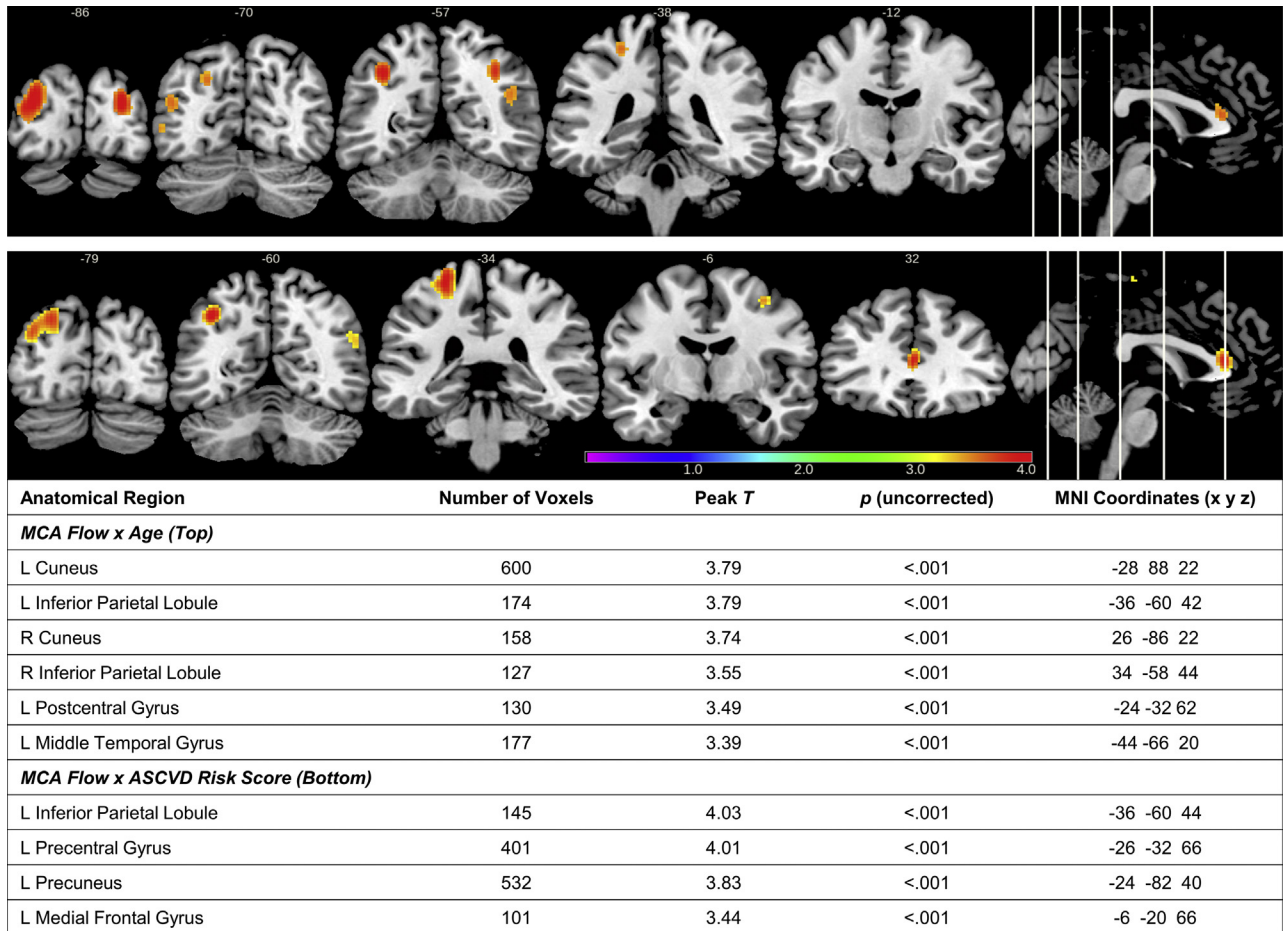 -86 -70 -57 -38 -12
-79 -60 -34 -6 32
1.0 2.0 3.0 4.0
Anatomical Region Number of Voxels Peak T p (uncorrected) MNI Coordinates (x y z)
MCA Flow x Age (Top)
L Cuneus 600 3.79 <.001 -28 88 22
L Inferior Parietal Lobule 174 3.79 <.001 -36 -60 42
R Cuneus 158 3.74 <.001 26 -86 22
R Inferior Parietal Lobule 127 3.55 <.001 34 -58 44
L Postcentral Gyrus 130 3.49 <.001 -24 -32 62
L Middle Temporal Gyrus 177 3.39 <.001 -44 -66 20
MCA Flow x ASCVD Risk Score (Bottom)
L Inferior Parietal Lobule 145 4.03 <.001 -36 -60 44
L Precentral Gyrus 401 4.01 <.001 -26 -32 66
L Precuneus 532 3.83 <.001 -24 -82 40
L Medial Frontal Gyrus 101 3.44 <.001 -6 -20 66